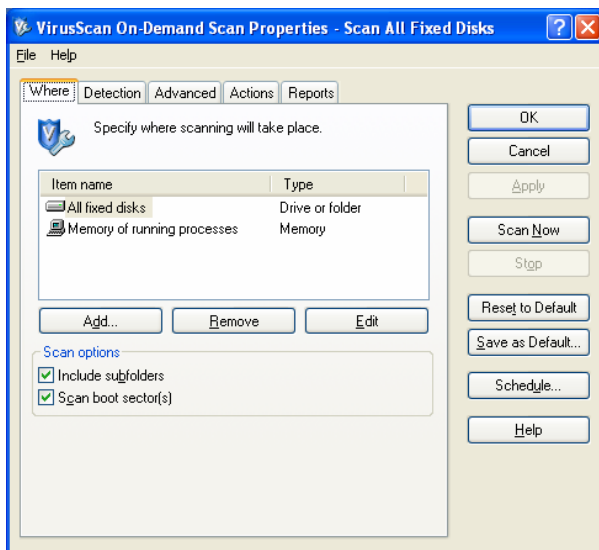 VirusScan On-Demand Scan Properties - Scan All Fixed Disks
File Help
Where Detection Advanced Actions Reports
Specify where scanning will take place.
Item name Type
All fixed disks Drive or folder
Memory of running processes Memory
Add... Remove Edit
Scan options
Include subfolders
Scan boot sector(s)
OK
Cancel
Apply
Scan Now
Stop
Reset to Default
Save as Default...
Schedule...
Help